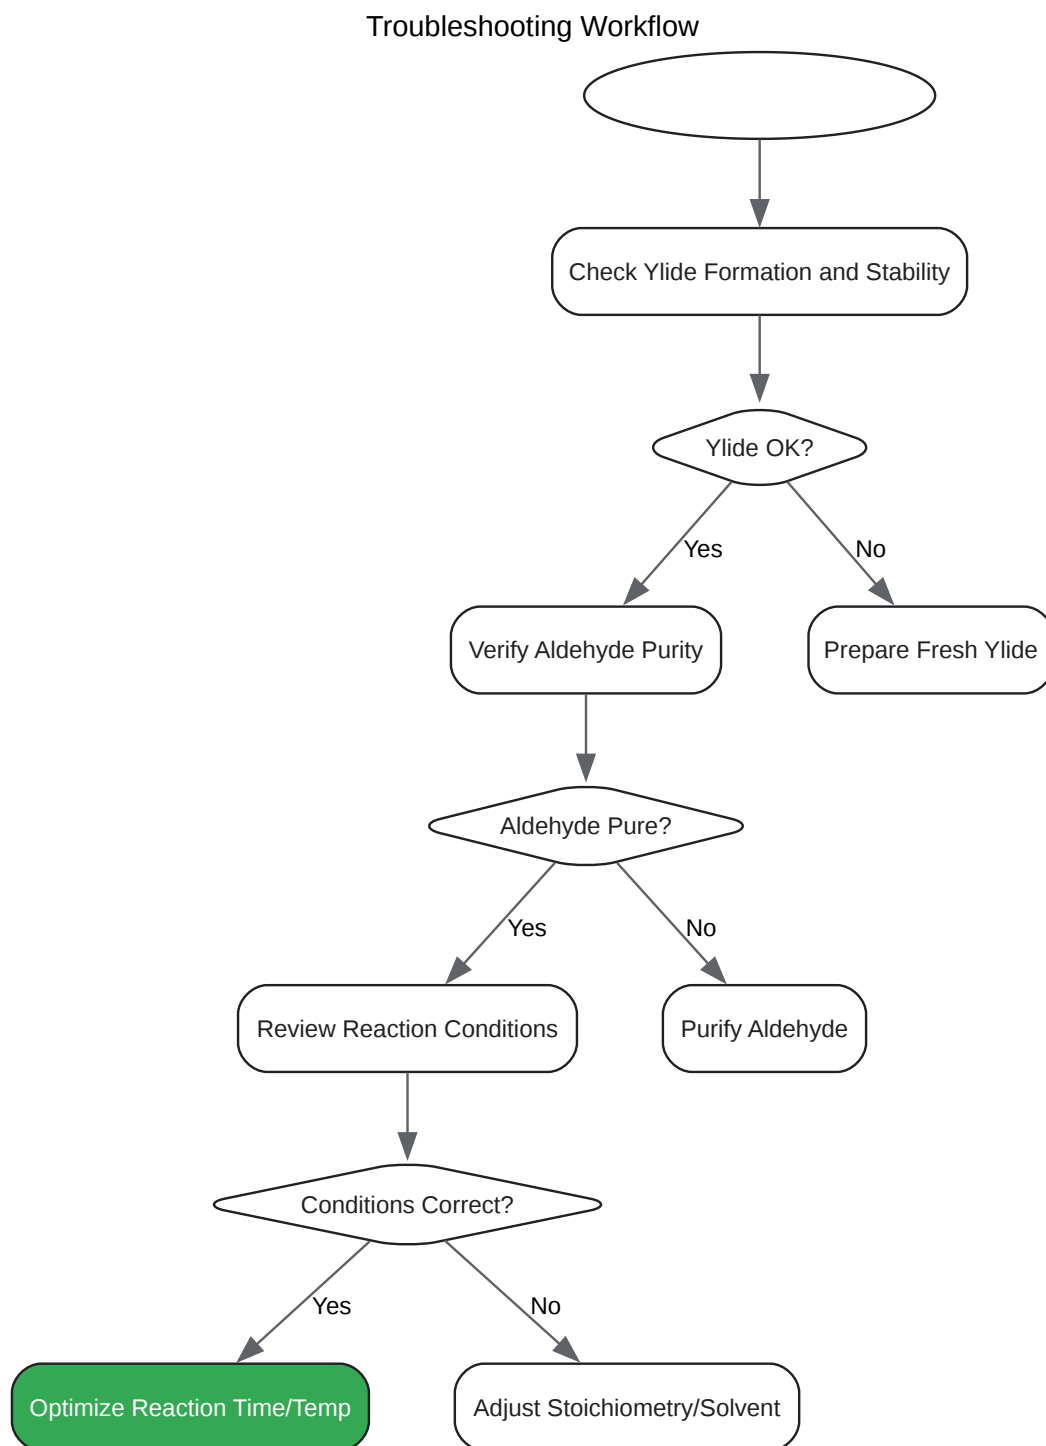 Troubleshooting Workflow
Check Ylide Formation and Stability
Ylide OK?
Yes
No
Verify Aldehyde Purity
Prepare Fresh Ylide
Aldehyde Pure?
Yes
No
Review Reaction Conditions
Purify Aldehyde
Conditions Correct?
Yes
No
Optimize Reaction Time/Temp
Adjust Stoichiometry/Solvent